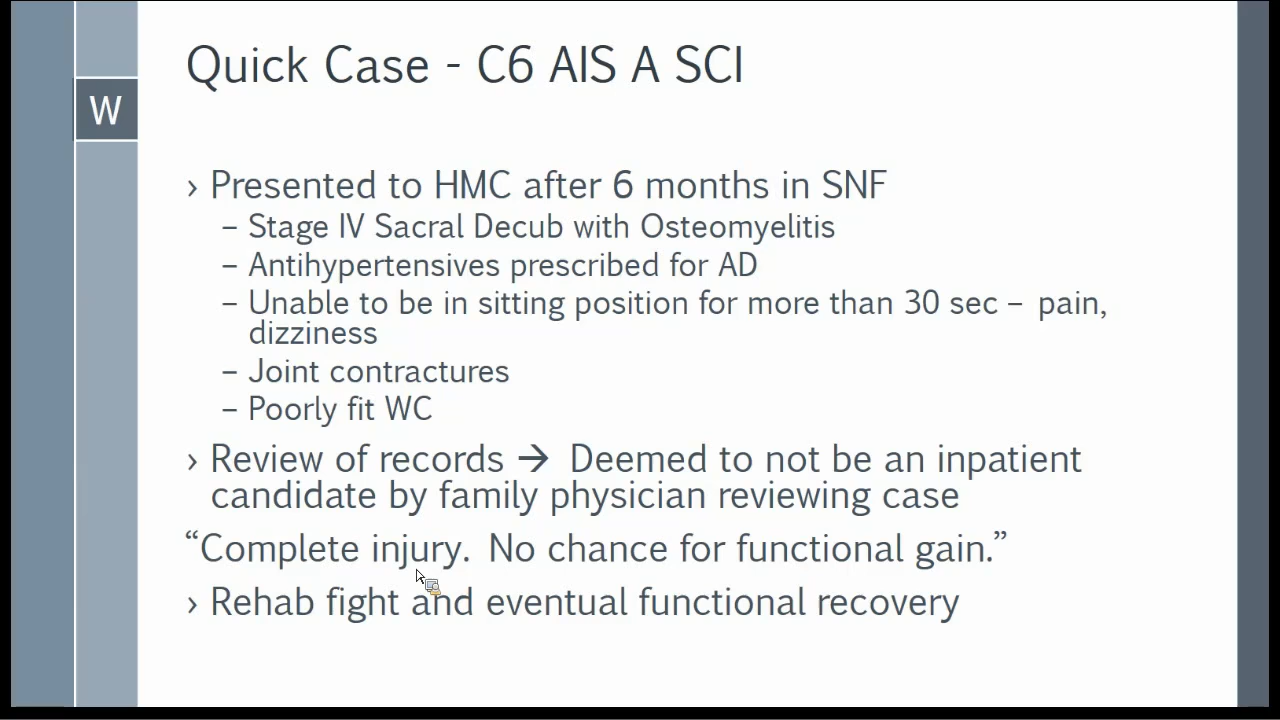 Quick Case - C6 AIS A SCI
W
› Presented to HMC after 6 months in SNF
– Stage IV Sacral Decub with Osteomyelitis
– Antihypertensives prescribed for AD
– Unable to be in sitting position for more than 30 sec – pain,
dizziness
– Joint contractures
– Poorly fit WC
› Review of records → Deemed to not be an inpatient
candidate by family physician reviewing case
“Complete injury. No chance for functional gain.”
› Rehab fight and eventual functional recovery